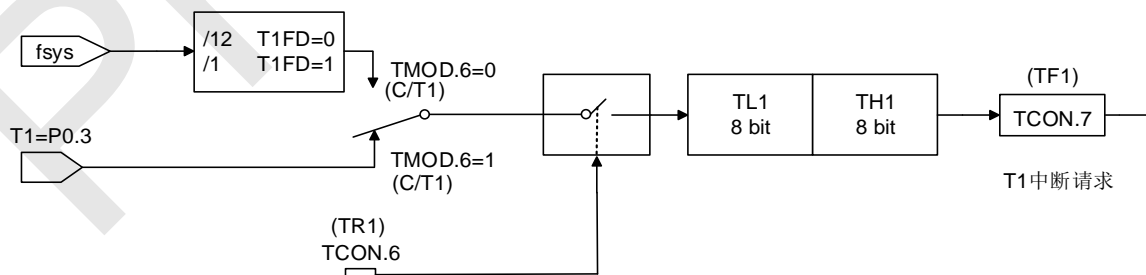 fsys
/12 T1FD=0
/1 T1FD=1
TMOD.6=0
(C/T1)
T1=P0.3
TMOD.6=1
(C/T1)
(TR1)
TCON.6
TL1
8 bit
TH1
8 bit
(TF1)
TCON.7
T1中断请求